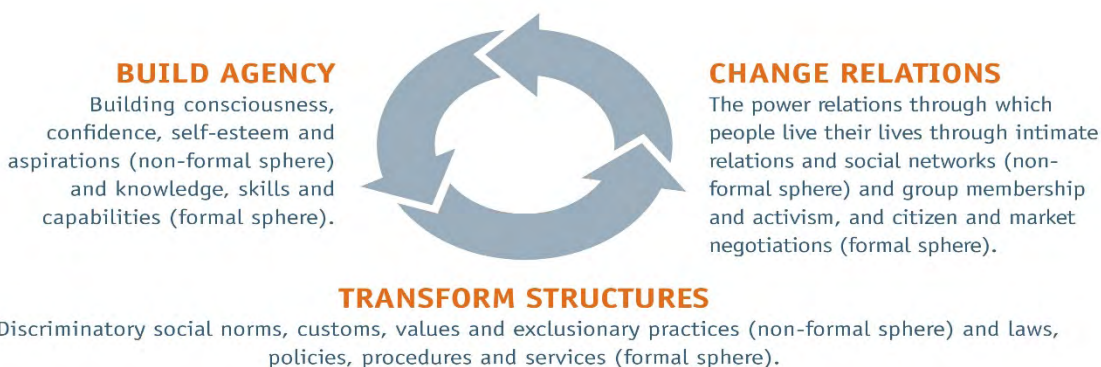 BUILD AGENCY
Building consciousness,
confidence, self-esteem and
aspirations (non-formal sphere)
and knowledge, skills and
capabilities (formal sphere).
CHANGE RELATIONS
The power relations through which
people live their lives through intimate
relations and social networks (non-
formal sphere) and group membership
and activism, and citizen and market
negotiations (formal sphere).
TRANSFORM STRUCTURES
Discriminatory social norms, customs, values and exclusionary practices (non-formal sphere) and laws,
policies, procedures and services (formal sphere).